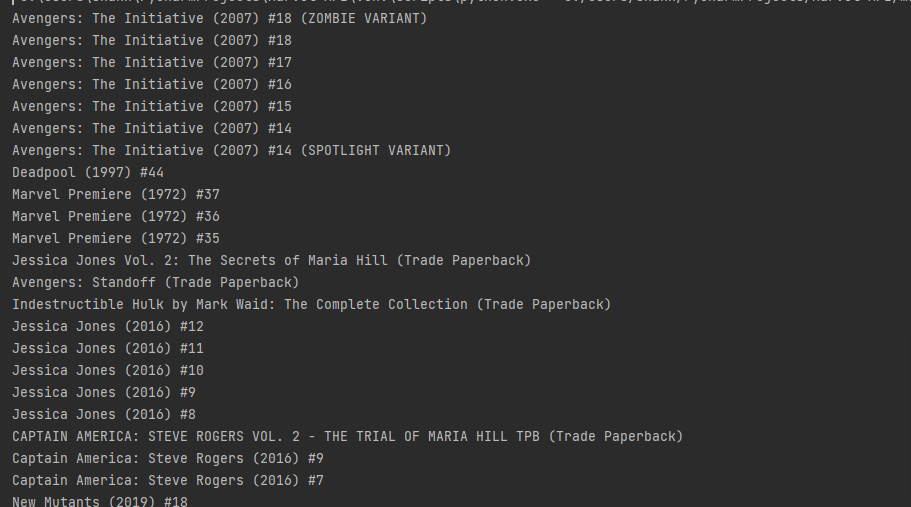 Avengers: The Initiative (2007) #18 (ZOMBIE VARIANT)
Avengers: The Initiative (2007) #18
Avengers: The Initiative (2007) #17
Avengers: The Initiative (2007) #16
Avengers: The Initiative (2007) #15
Avengers: The Initiative (2007) #14
Avengers: The Initiative (2007) #14 (SPOTLIGHT VARIANT)
Deadpool (1997) #44
Marvel Premiere (1972) #37
Marvel Premiere (1972) #36
Marvel Premiere (1972) #35
Jessica Jones Vol. 2: The Secrets of Maria Hill (Trade Paperback)
Avengers: Standoff (Trade Paperback)
Indestructible Hulk by Mark Waid: The Complete Collection (Trade Paperback)
Jessica Jones (2016) #12
Jessica Jones (2016) #11
Jessica Jones (2016) #10
Jessica Jones (2016) #9
Jessica Jones (2016) #8
CAPTAIN AMERICA: STEVE ROGERS VOL. 2 - THE TRIAL OF MARIA HILL TPB (Trade Paperback)
Captain America: Steve Rogers (2016) #9
Captain America: Steve Rogers (2016) #7
New Mutants (2019) #18